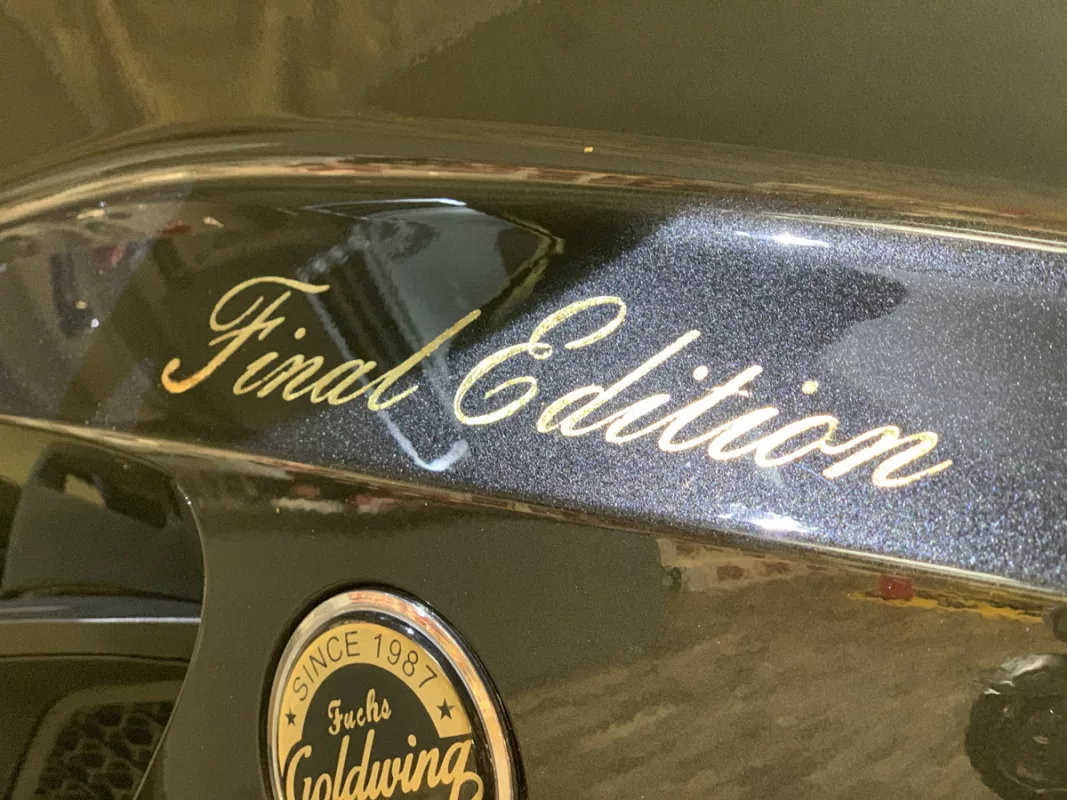 Final Edition
SINCE 1987
Fuchs
Goldwing